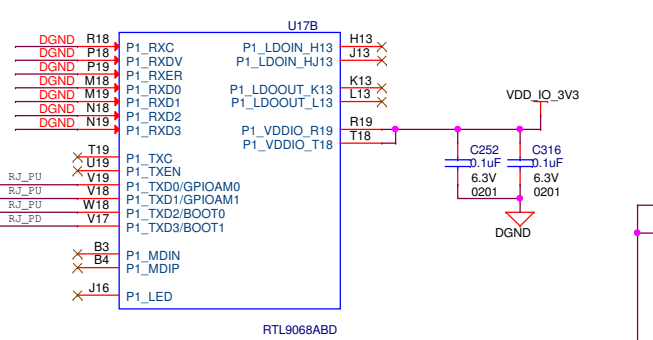 U17B
DGND R18 P1_RXC P1_LDOIN_H13 H13
DGND P18 P1_RXDV P1_LDOIN_HJ13 J13
DGND P19 P1_RXER
DGND M18 P1_RXD0 P1_LDOOUT_K13 K13
DGND M19 P1_RXD1 P1_LDOOUT_L13 L13
DGND N18 P1_RXD2
DGND N19 P1_RXD3 P1_VDDIO_R19 R19
P1_VDDIO_T18 T18
VDD_IO_3V3
T19 P1_TXC
U19 P1_TXEN
RJ_PU V19 P1_TXD0/GPIOAM0
RJ_PU V18 P1_TXD1/GPIOAM1
RJ_PU W18 P1_TXD2/BOOT0
RJ_PD V17 P1_TXD3/BOOT1
C252 C316
0.1uF 0.1uF
6.3V 6.3V
0201 0201
DGND
B3 P1_MDIN
B4 P1_MDIP
J16 P1_LED
RTL9068ABD